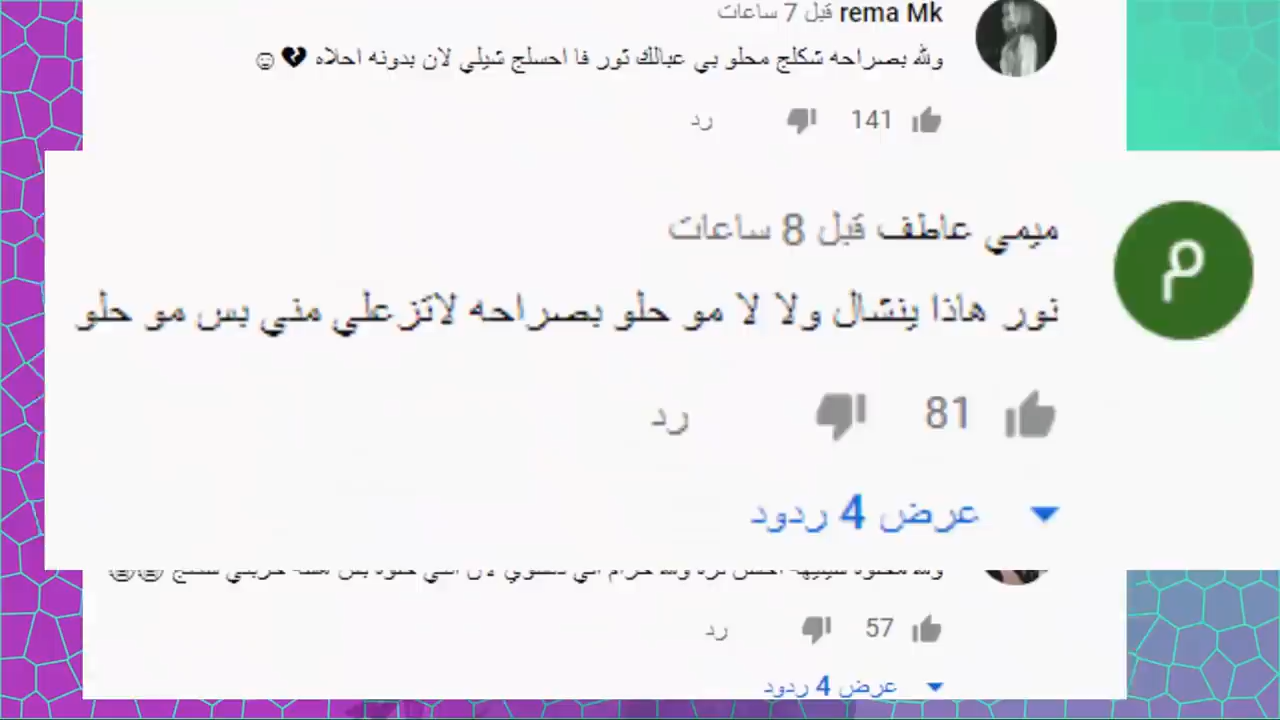 rema Mk قبل 7 ساعات
ولله بصراحه شكلج محلو بي عبالك ثور فا احسلج شيلي لان بدونه احلاه 💔☺
141
رد
م
ميمي عاطف قبل 8 ساعات
نور هاذا ينشال ولا لا مو حلو بصراحه لاتزعلي مني بس مو حلو
81
رد
عرض 4 ردود
57
رد
عرض 4 ردود